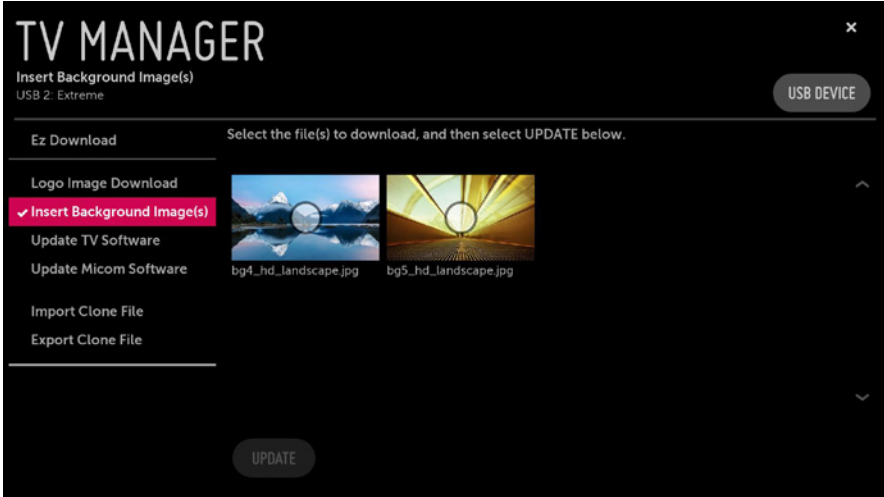 TV MANAGER
×
Insert Background Image(s)
USB 2: Extreme
USB DEVICE
Ez Download
Select the file(s) to download, and then select UPDATE below.
Logo Image Download
✓ Insert Background Image(s)
Update TV Software
Update Micom Software
bg4_hd_landscape.jpg
bg5_hd_landscape.jpg
Import Clone File
Export Clone File
UPDATE